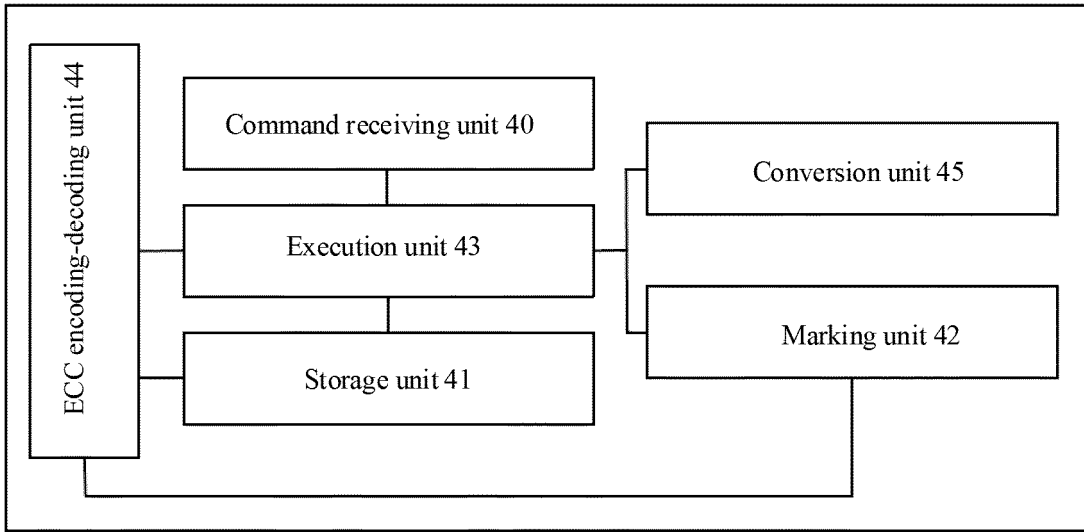 ECC encoding-decoding unit 44
Command receiving unit 40
Conversion unit 45
Execution unit 43
Marking unit 42
Storage unit 41